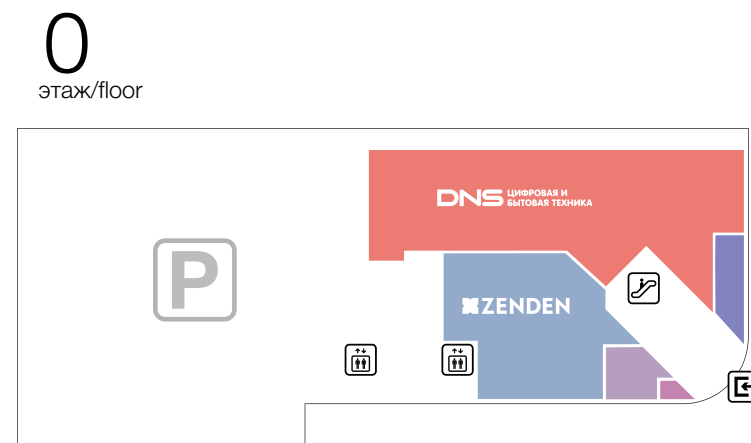 0
этаж/floor
DNS ЦИФРОВАЯ И
БЫТОВАЯ ТЕХНИКА
P
ZENDEN